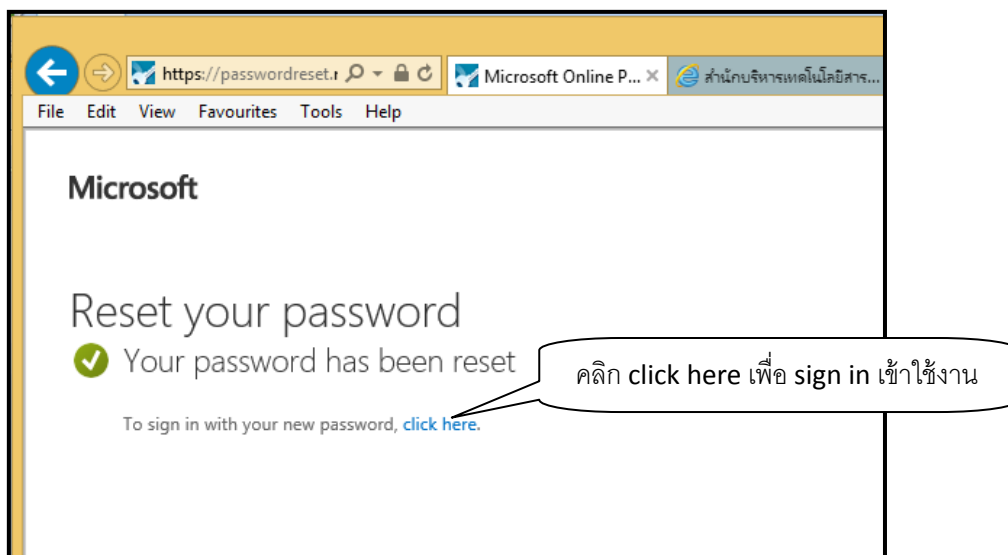 https://passwordreset.
Microsoft Online P...
สำนักบริหารเทคโนโลยีสาร...
File Edit View Favourites Tools Help
Microsoft
Reset your password
Your password has been reset
คลิก click here เพื่อ sign in เข้าใช้งาน
To sign in with your new password, click here.